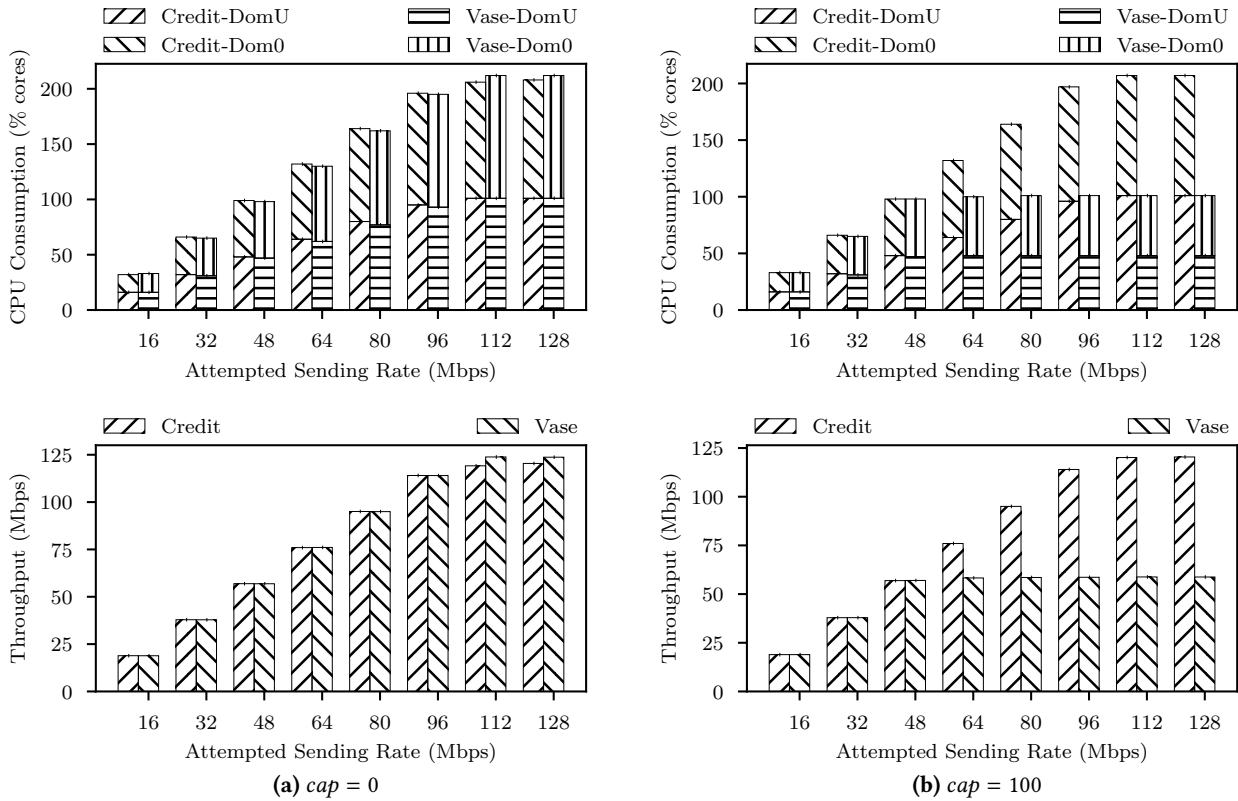 Credit-DomU Vase-DomU
Credit-Dom0 Vase-Dom0
CPU Consumption (% cores)
200
150
100
50
0
16 32 48 64 80 96 112 128
Attempted Sending Rate (Mbps)
Credit Vase
Throughput (Mbps)
125
100
75
50
25
0
16 32 48 64 80 96 112 128
Attempted Sending Rate (Mbps)
(a) cap = 0
Credit-DomU Vase-DomU
Credit-Dom0 Vase-Dom0
CPU Consumption (% cores)
200
150
100
50
0
16 32 48 64 80 96 112 128
Attempted Sending Rate (Mbps)
Credit Vase
Throughput (Mbps)
125
100
75
50
25
0
16 32 48 64 80 96 112 128
Attempted Sending Rate (Mbps)
(b) cap = 100